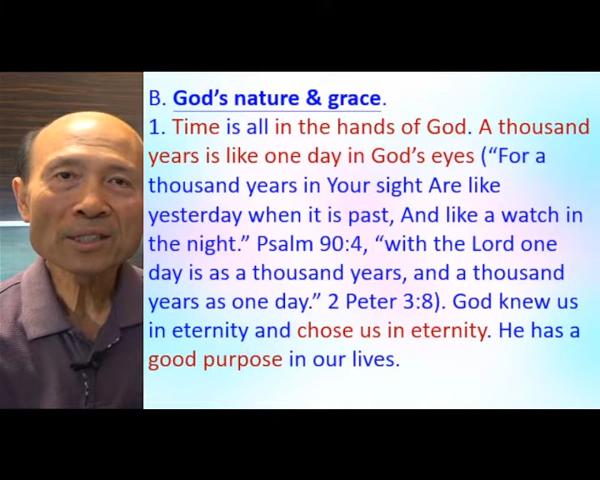 B. God's nature & grace.
1. Time is all in the hands of God. A thousand
years is like one day in God's eyes (“For a
thousand years in Your sight Are like
yesterday when it is past, And like a watch in
the night.” Psalm 90:4, “with the Lord one
day is as a thousand years, and a thousand
years as one day.” 2 Peter 3:8). God knew us
in eternity and chose us in eternity. He has a
good purpose in our lives.